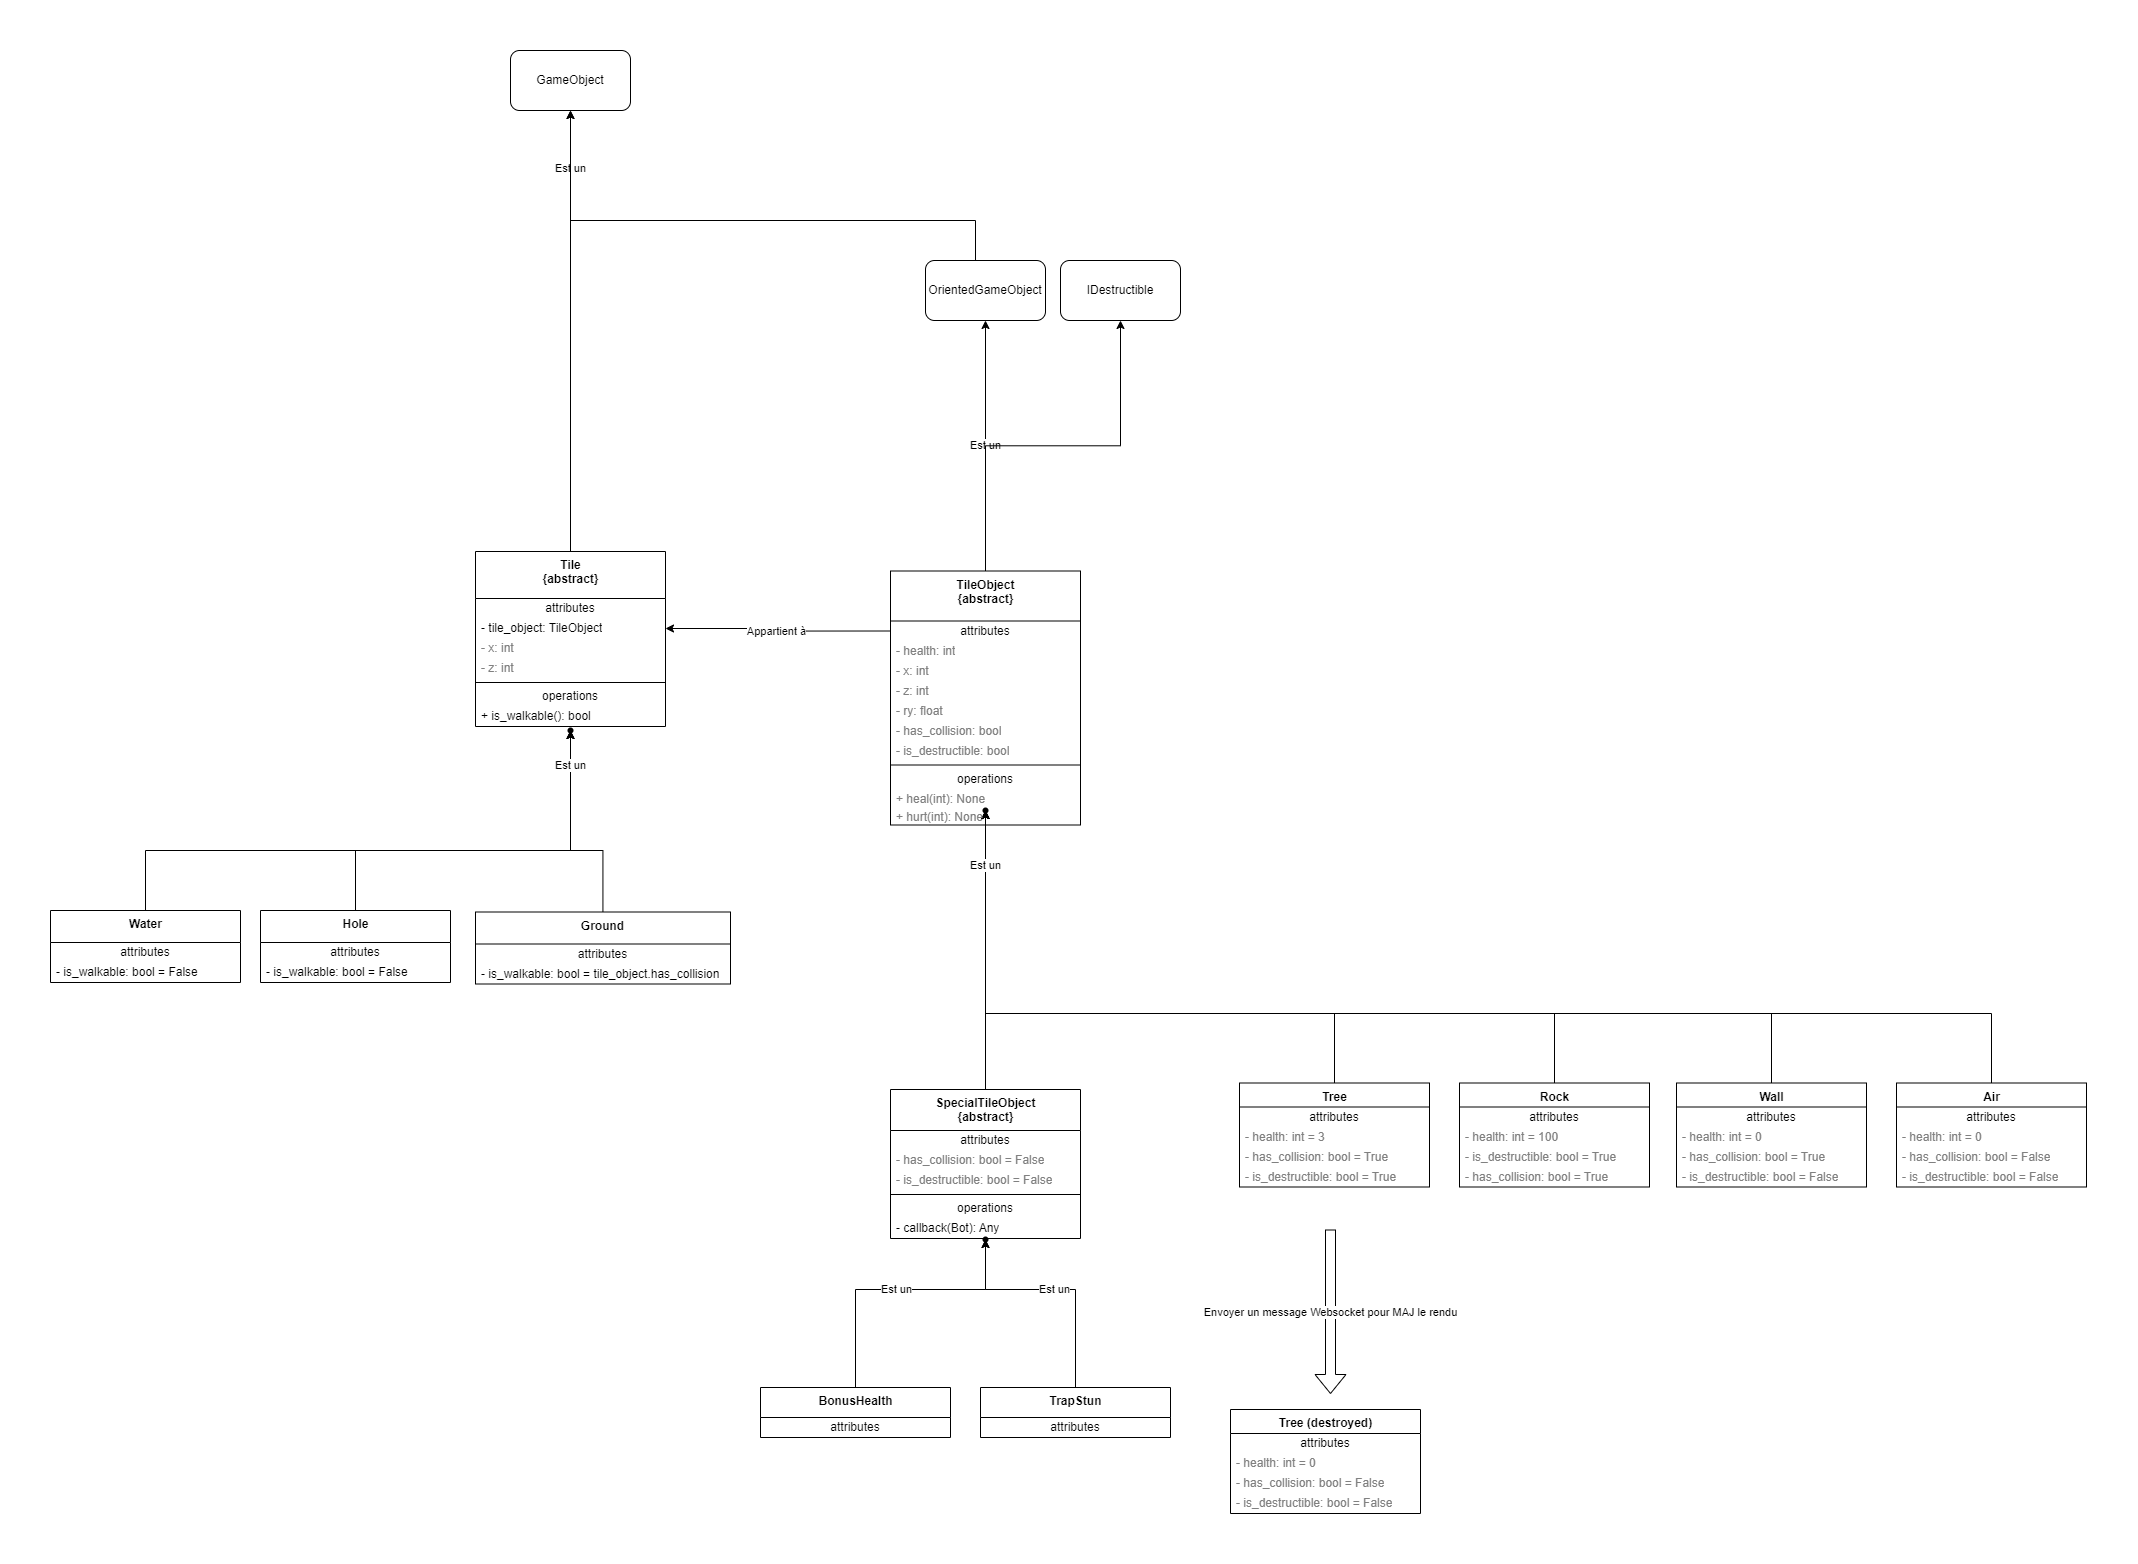 GameObject
Est un
OrientedGameObject
IDestructible
Est un
Tile
{abstract}
attributes
- tile_object: TileObject
- x: int
- z: int
operations
+ is_walkable(): bool
Appartient à
TileObject
{abstract}
attributes
- health: int
- x: int
- z: int
- ry: float
- has_collision: bool
- is_destructible: bool
operations
+ heal(int): None
+ hurt(int): None
Est un
Est un
Water
attributes
- is_walkable: bool = False
Hole
attributes
- is_walkable: bool = False
Ground
attributes
- is_walkable: bool = tile_object.has_collision
SpecialTileObject
{abstract}
attributes
- has_collision: bool = False
- is_destructible: bool = False
operations
- callback(Bot): Any
Tree
attributes
- health: int = 3
- has_collision: bool = True
- is_destructible: bool = True
Rock
attributes
- health: int = 100
- is_destructible: bool = True
- has_collision: bool = True
Wall
attributes
- health: int = 0
- has_collision: bool = True
- is_destructible: bool = False
Air
attributes
- health: int = 0
- has_collision: bool = False
- is_destructible: bool = False
Est un
Est un
Envoyer un message Websocket pour MAJ le rendu
BonusHealth
attributes
TrapStun
attributes
Tree (destroyed)
attributes
- health: int = 0
- has_collision: bool = False
- is_destructible: bool = False